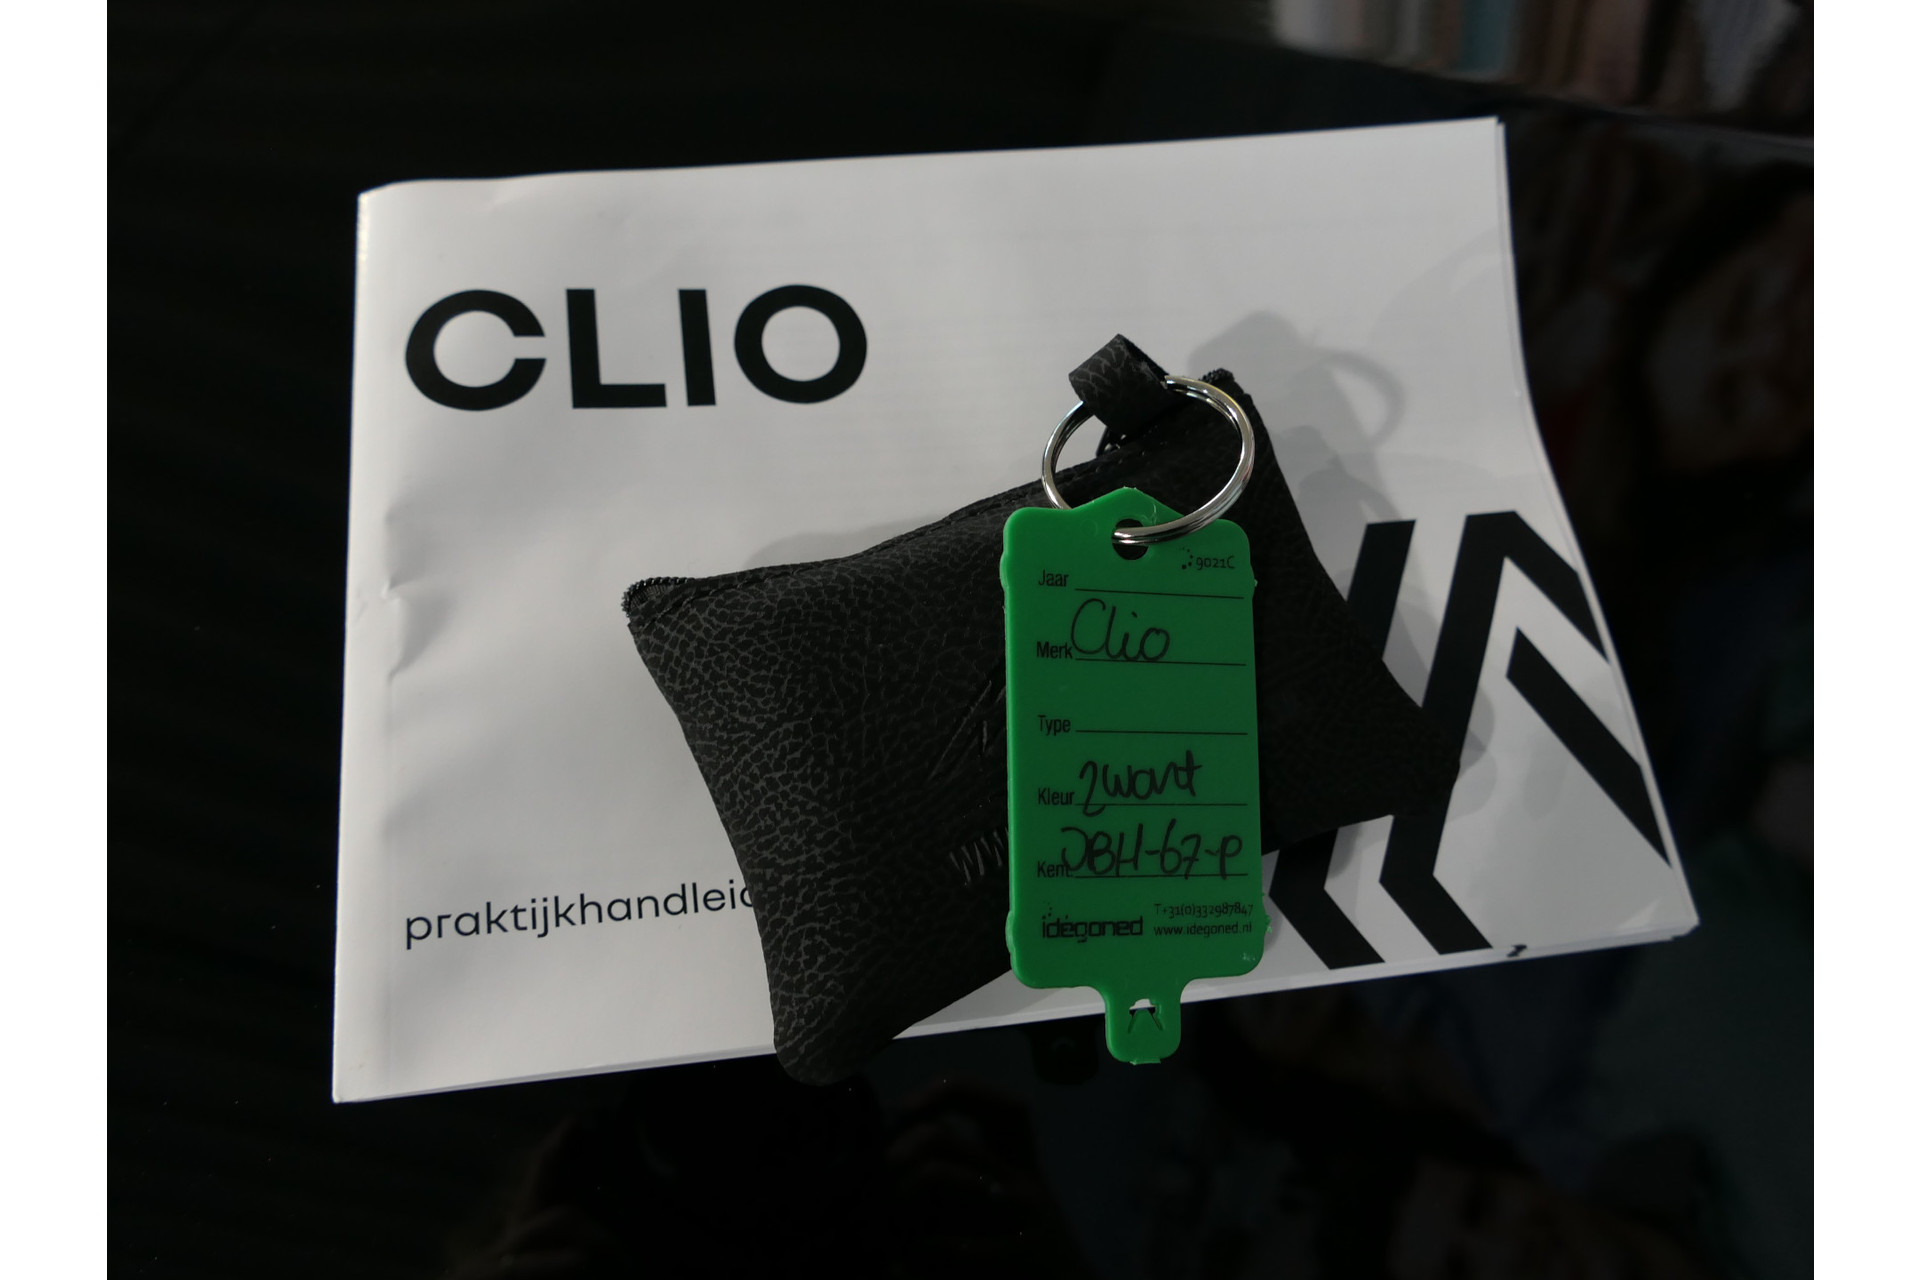 CLIO
9021C
Jaar
Merk Clio
Type
Kleur zwart
Kent. JBH-67-P
idégoned
T+31(0)332987847
www.idegoned.nl
praktijkhandleid